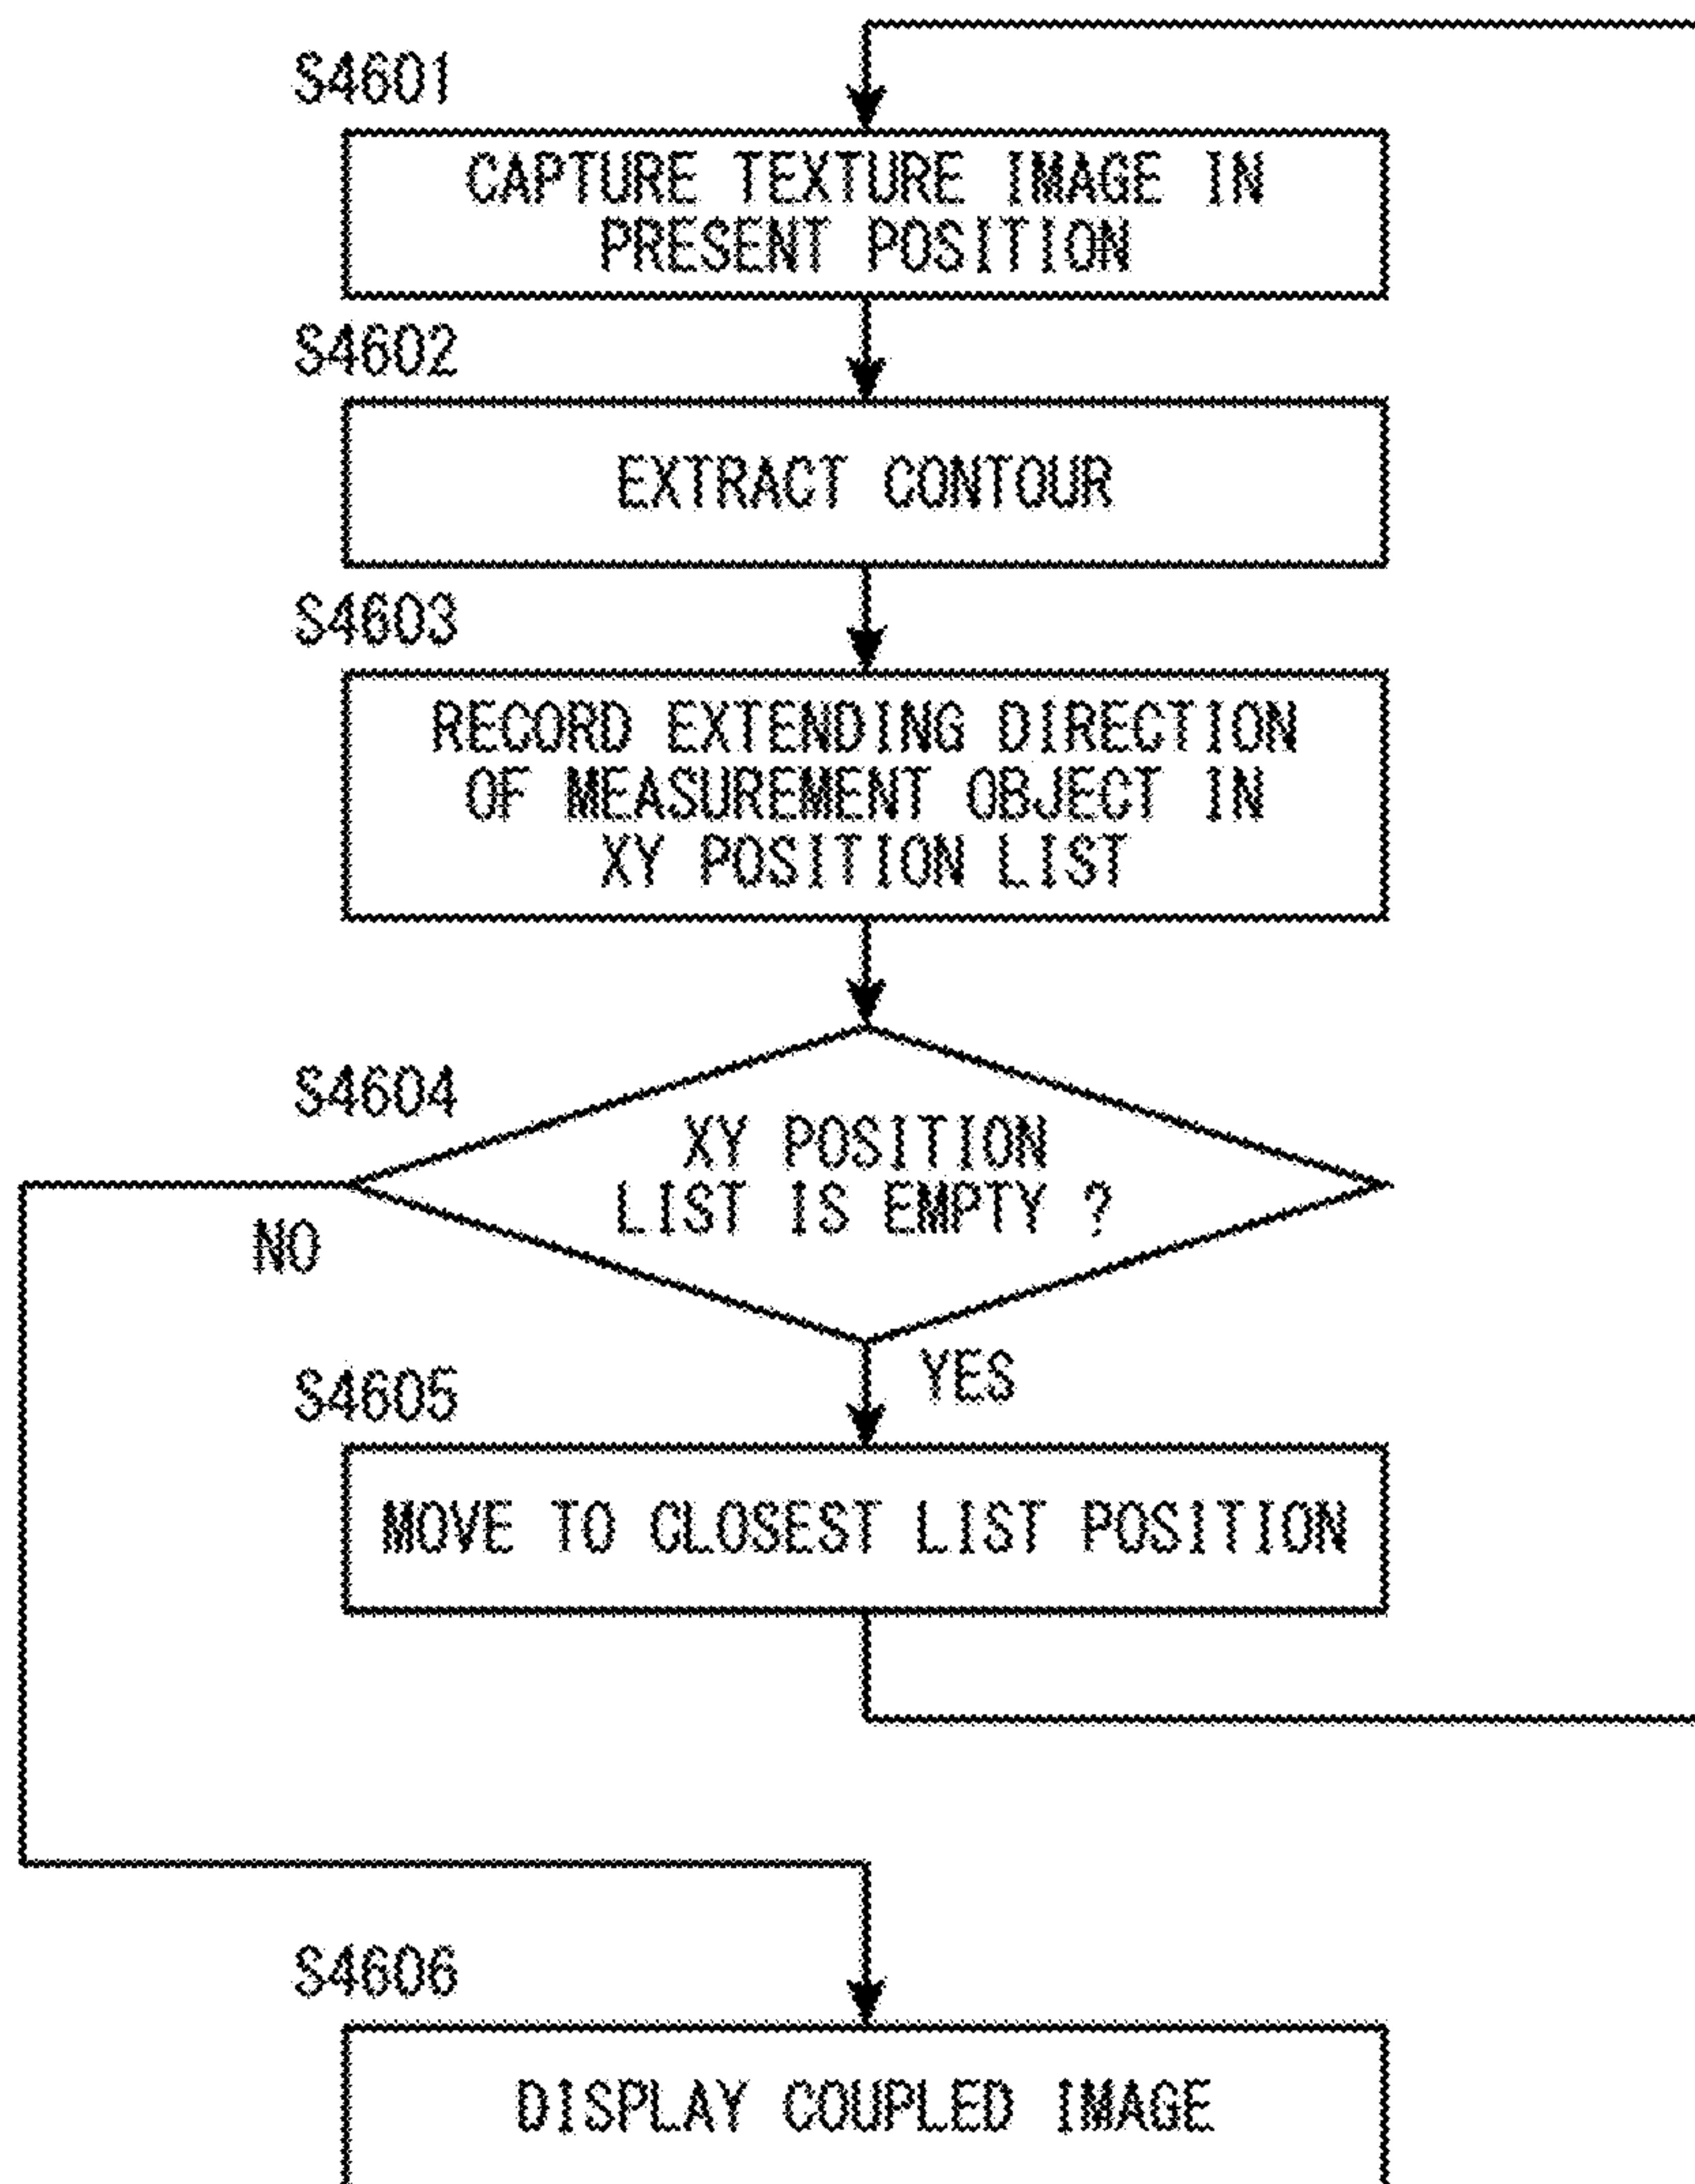 S4601
CAPTURE TEXTURE IMAGE IN
PRESENT POSITION
S4602
EXTRACT CONTOUR
S4603
RECORD EXTENDING DIRECTION
OF MEASUREMENT OBJECT IN
XY POSITION LIST
S4604
XY POSITION
LIST IS EMPTY ?
NO
YES
S4605
MOVE TO CLOSEST LIST POSITION
S4606
DISPLAY COUPLED IMAGE